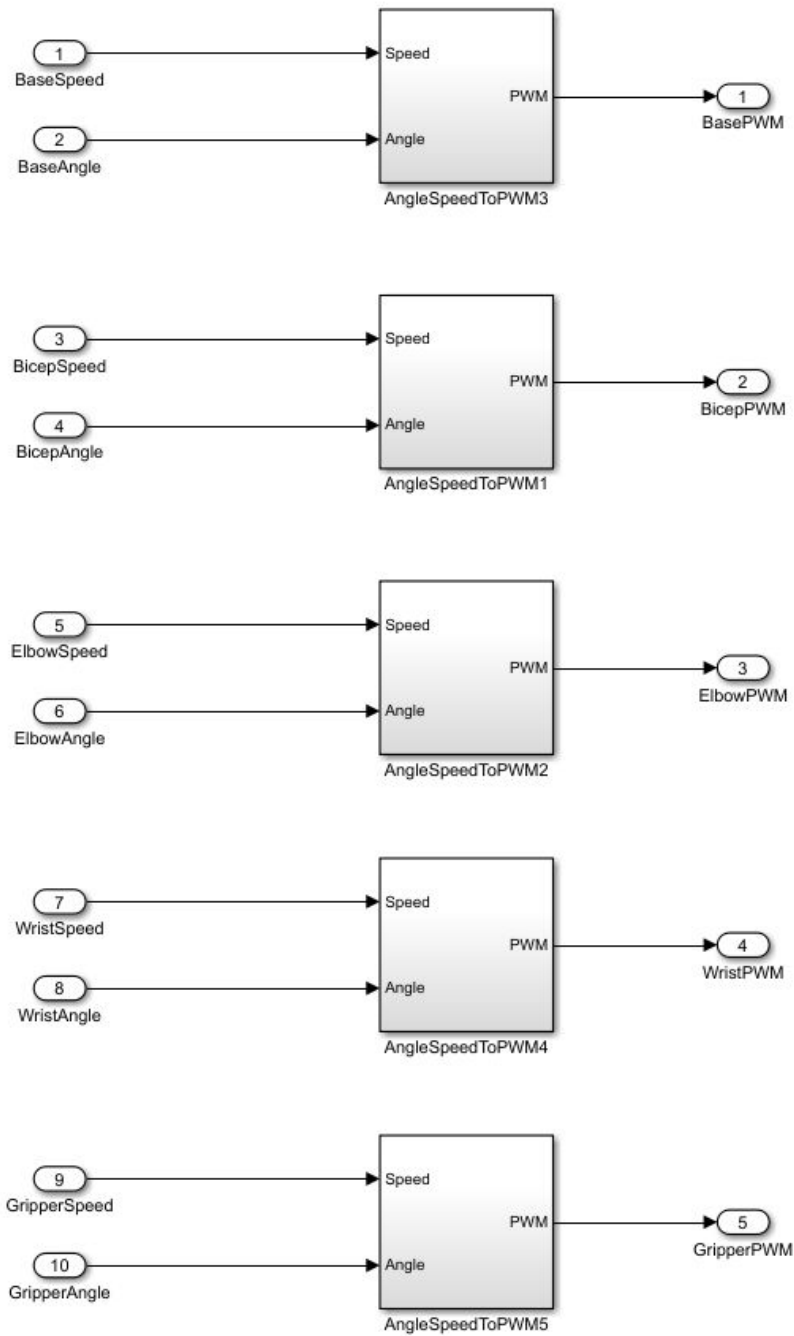 1
BaseSpeed
2
BaseAngle
Speed
Angle
PWM
AngleSpeedToPWM3
1
BasePWM
3
BicepSpeed
4
BicepAngle
Speed
Angle
PWM
AngleSpeedToPWM1
2
BicepPWM
5
ElbowSpeed
6
ElbowAngle
Speed
Angle
PWM
AngleSpeedToPWM2
3
ElbowPWM
7
WristSpeed
8
WristAngle
Speed
Angle
PWM
AngleSpeedToPWM4
4
WristPWM
9
GripperSpeed
10
GripperAngle
Speed
Angle
PWM
AngleSpeedToPWM5
5
GripperPWM